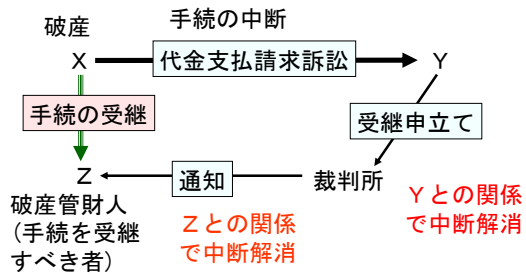 手続の中断
破産
X
代金支払請求訴訟
Y
手続の受継
受継申立て
Z
通知
裁判所
破産管財人
(手続を受継
すべき者)
Zとの関係
で中断解消
Yとの関係
で中断解消